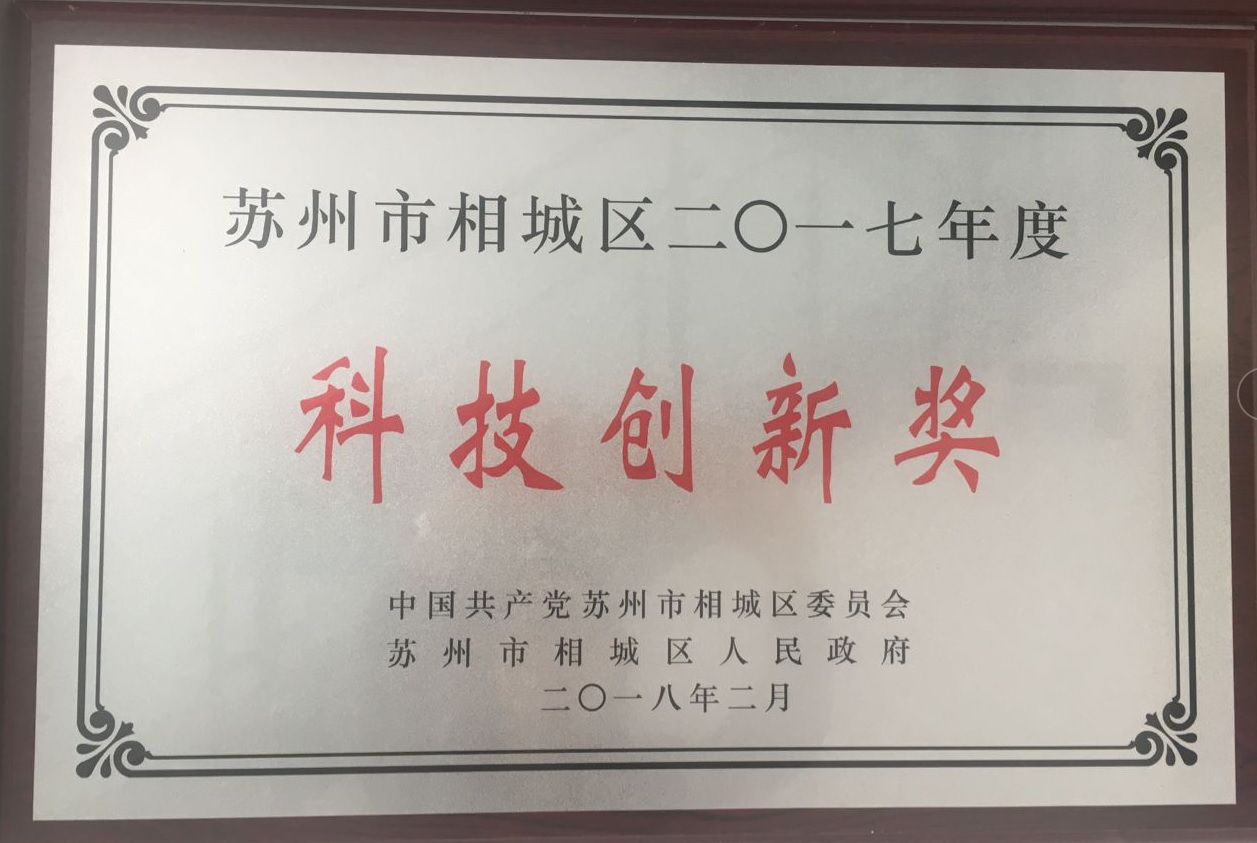 苏州市相城区二〇一七年度
科技创新奖
中国共产党苏州市相城区委员会
苏州市相城区人民政府
二〇一八年二月